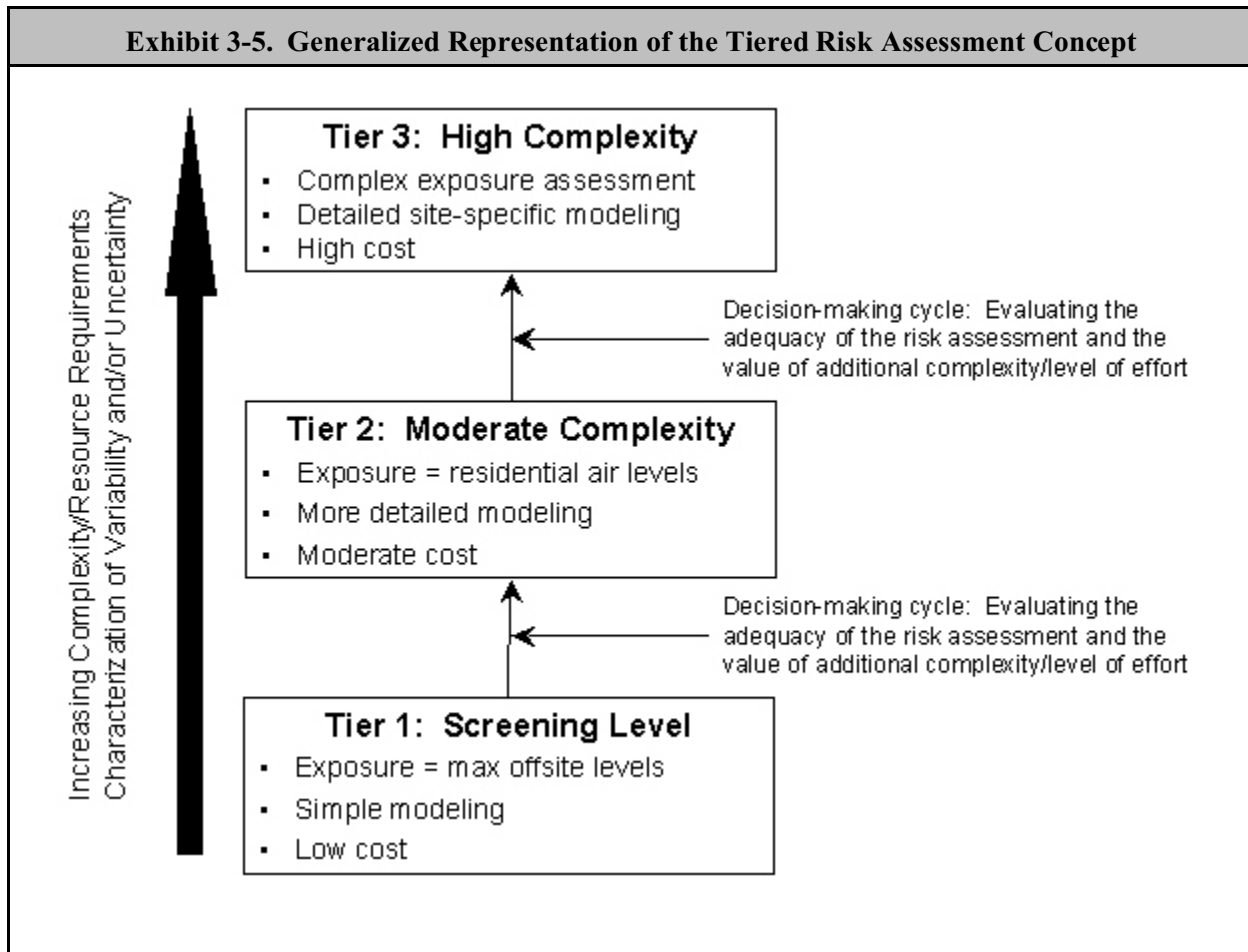 Exhibit 3-5. Generalized Representation of the Tiered Risk Assessment Concept
Increasing Complexity/Resource Requirements
Characterization of Variability and/or Uncertainty
Tier 3: High Complexity
▪ Complex exposure assessment
▪ Detailed site-specific modeling
▪ High cost
Decision-making cycle: Evaluating the
adequacy of the risk assessment and the
value of additional complexity/level of effort
Tier 2: Moderate Complexity
▪ Exposure = residential air levels
▪ More detailed modeling
▪ Moderate cost
Decision-making cycle: Evaluating the
adequacy of the risk assessment and the
value of additional complexity/level of effort
Tier 1: Screening Level
▪ Exposure = max offsite levels
▪ Simple modeling
▪ Low cost